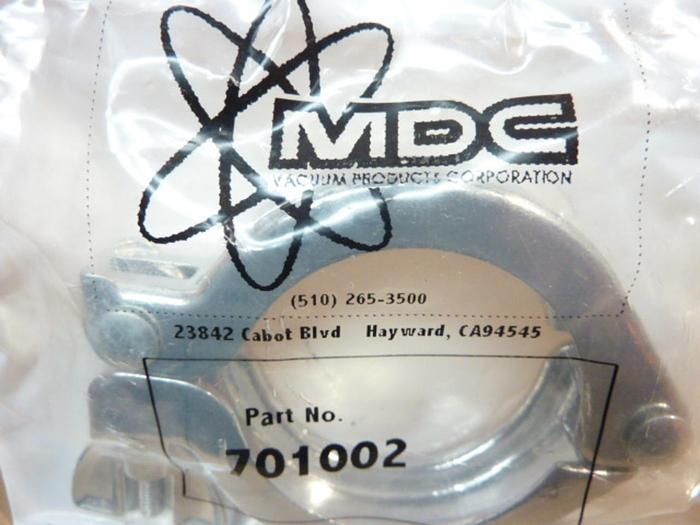 MDC
VACUUM PRODUCTS CORPORATION
(510) 265-3500
23842 Cabot Blvd Hayward, CA94545
Part No.
701002